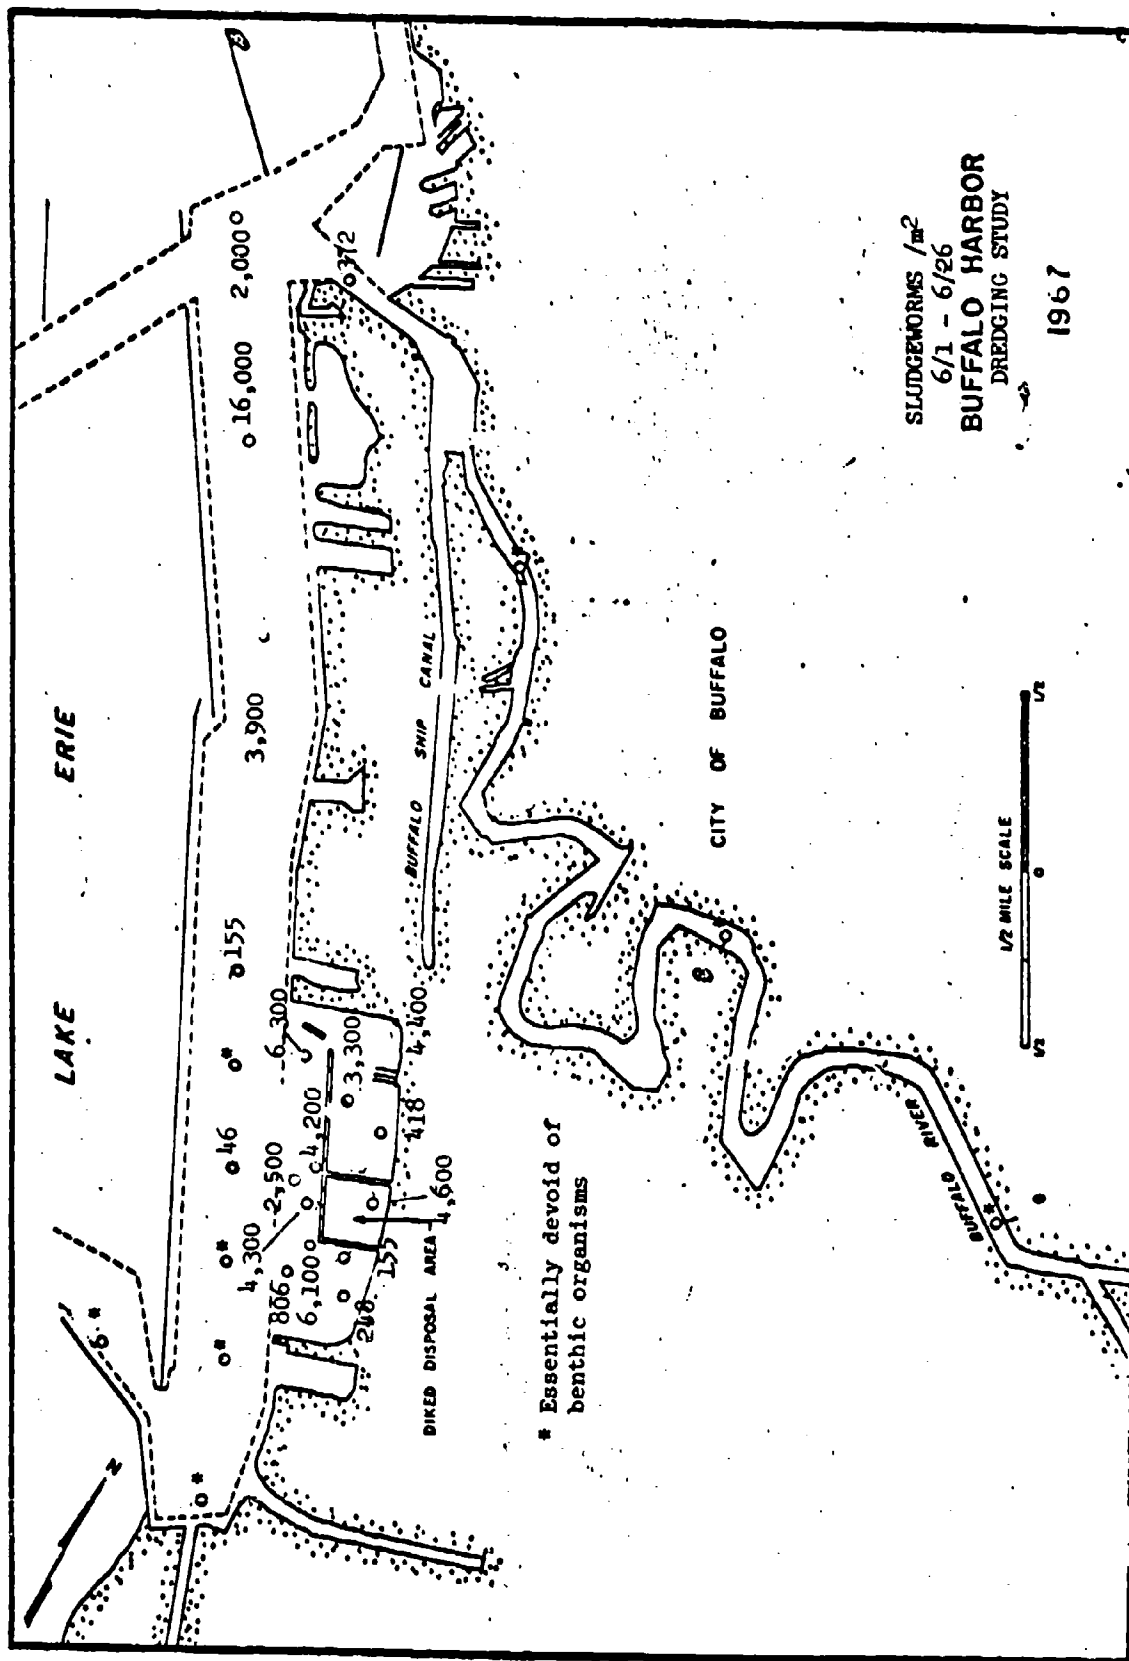 LAKE ERIE
2,000
16,000
3,900
155
46
*
*
*
*
*
6,300
4,200
2,500
4,300
806
6,100
3,300
4,400
418
4,600
155
248
312
N
BUFFALO SHIP CANAL
*
*
*
DIKED DISPOSAL AREA
CITY OF BUFFALO
BUFFALO RIVER
* Essentially devoid of
benthic organisms
1/2 MILE SCALE
1/2 0 1/2
SLUDGEWORMS /m²
6/1 - 6/26
BUFFALO HARBOR
DREDGING STUDY
1967